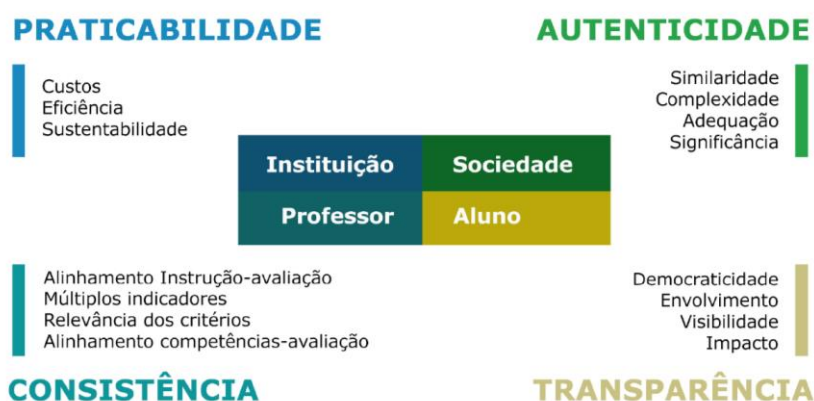 PRATICABILIDADE
Custos
Eficiência
Sustentabilidade
AUTENTICIDADE
Similaridade
Complexidade
Adequação
Significância
Instituição
Sociedade
Professor
Aluno
Alinhamento Instrução-avaliação
Múltiplos indicadores
Relevância dos critérios
Alinhamento competências-avaliação
CONSISTÊNCIA
Democraticidade
Envolvimento
Visibilidade
Impacto
TRANSPARÊNCIA